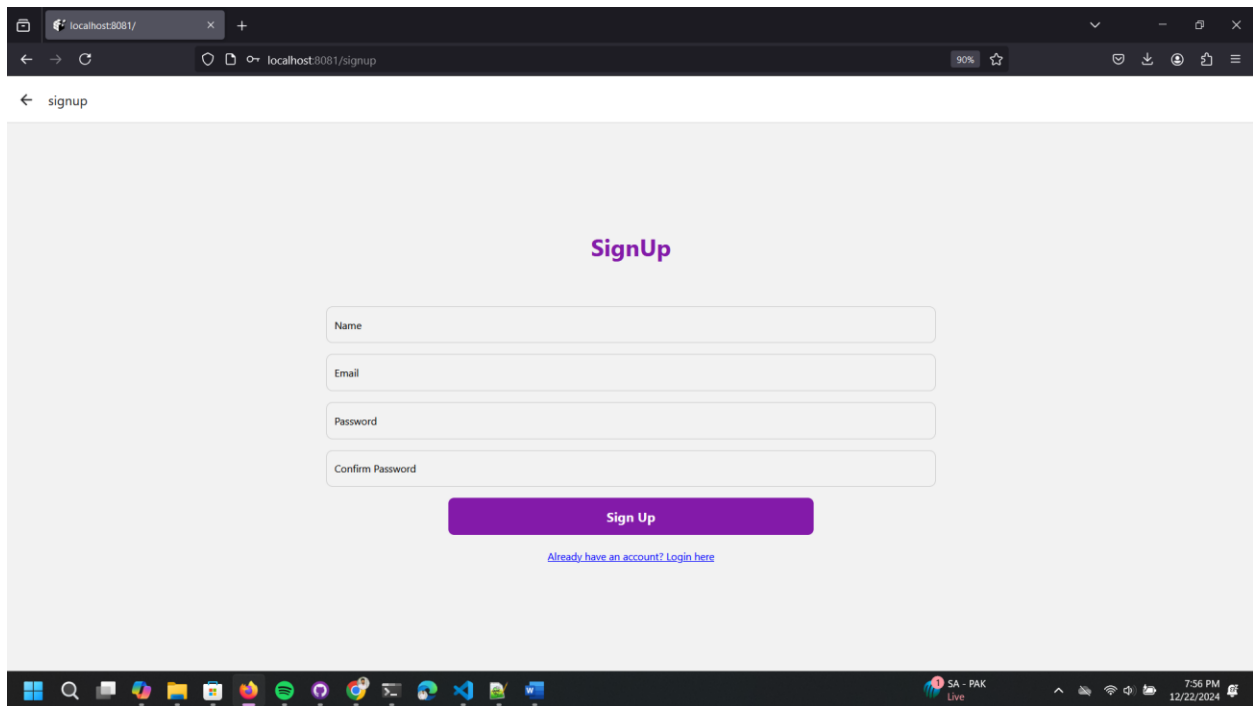 localhost:8081/
localhost:8081/signup
90%
signup
SignUp
Name
Email
Password
Confirm Password
Sign Up
Already have an account? Login here
1
SA - PAK
Live
7:56 PM
12/22/2024